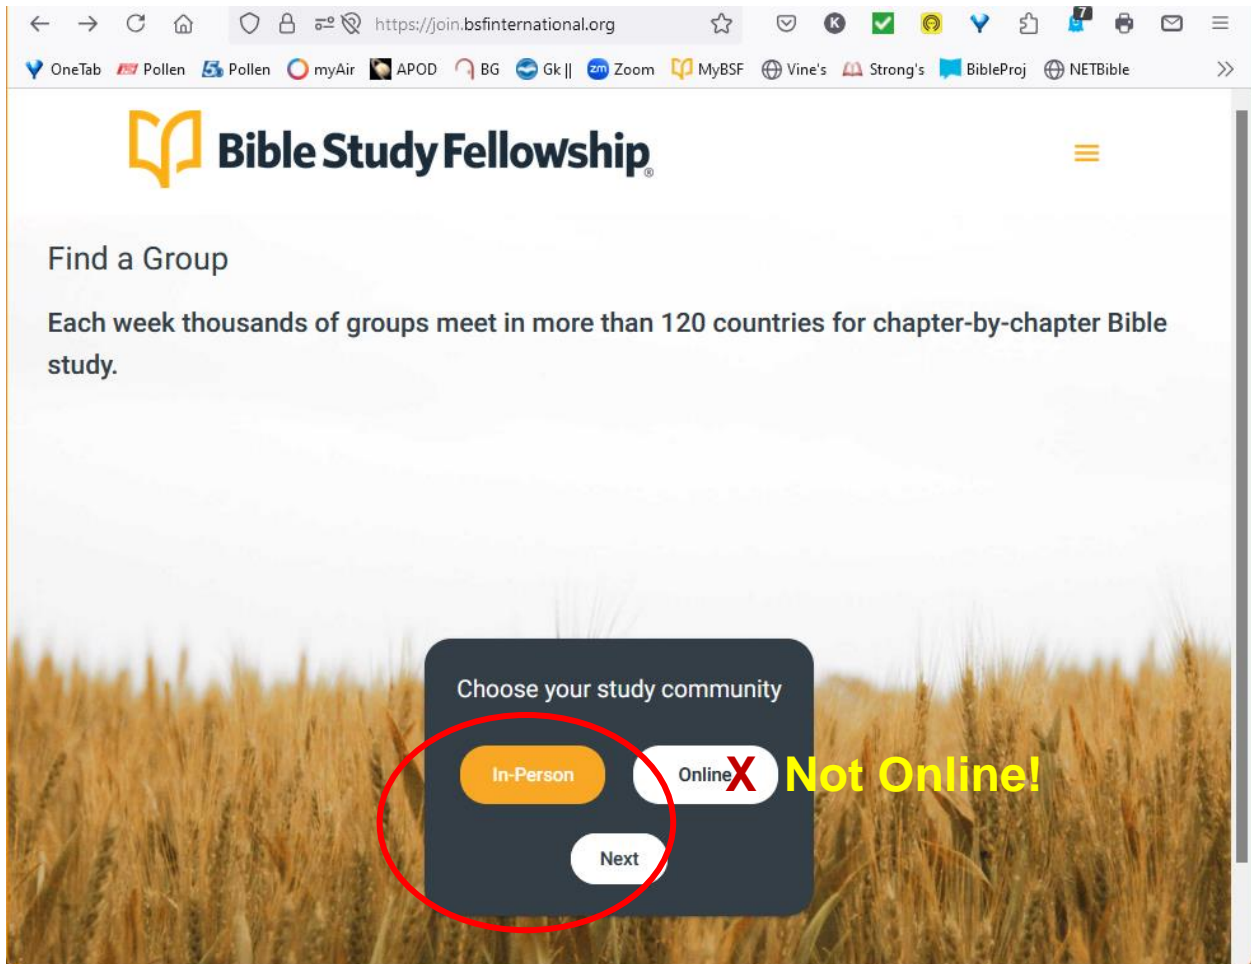 https://join.bsfinternational.org K 7
OneTab Pollen Pollen myAir APOD BG Gk || zm Zoom MyBSF Vine's Strong's BibleProj NETBible
Bible Study Fellowship®
Find a Group
Each week thousands of groups meet in more than 120 countries for chapter-by-chapter Bible
study.
Choose your study community
In-Person Online X Not Online!
Next